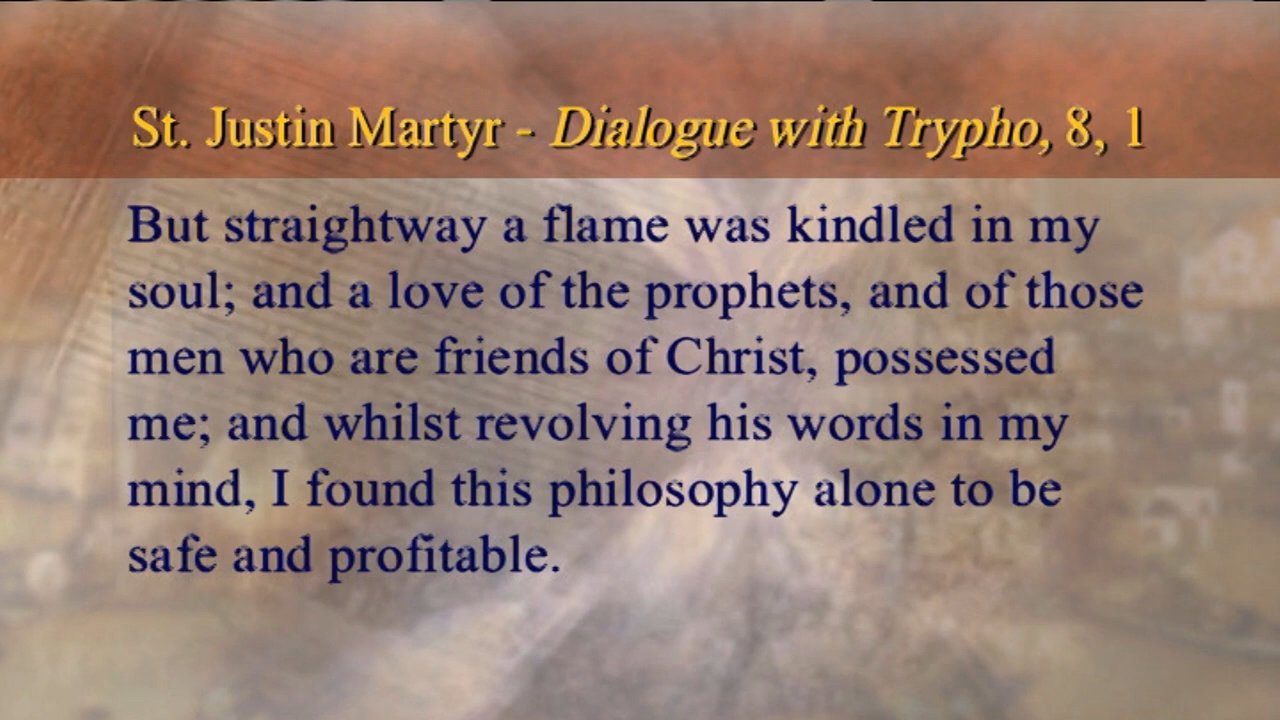 St. Justin Martyr - Dialogue with Trypho, 8, 1
But straightway a flame was kindled in my
soul; and a love of the prophets, and of those
men who are friends of Christ, possessed
me; and whilst revolving his words in my
mind, I found this philosophy alone to be
safe and profitable.